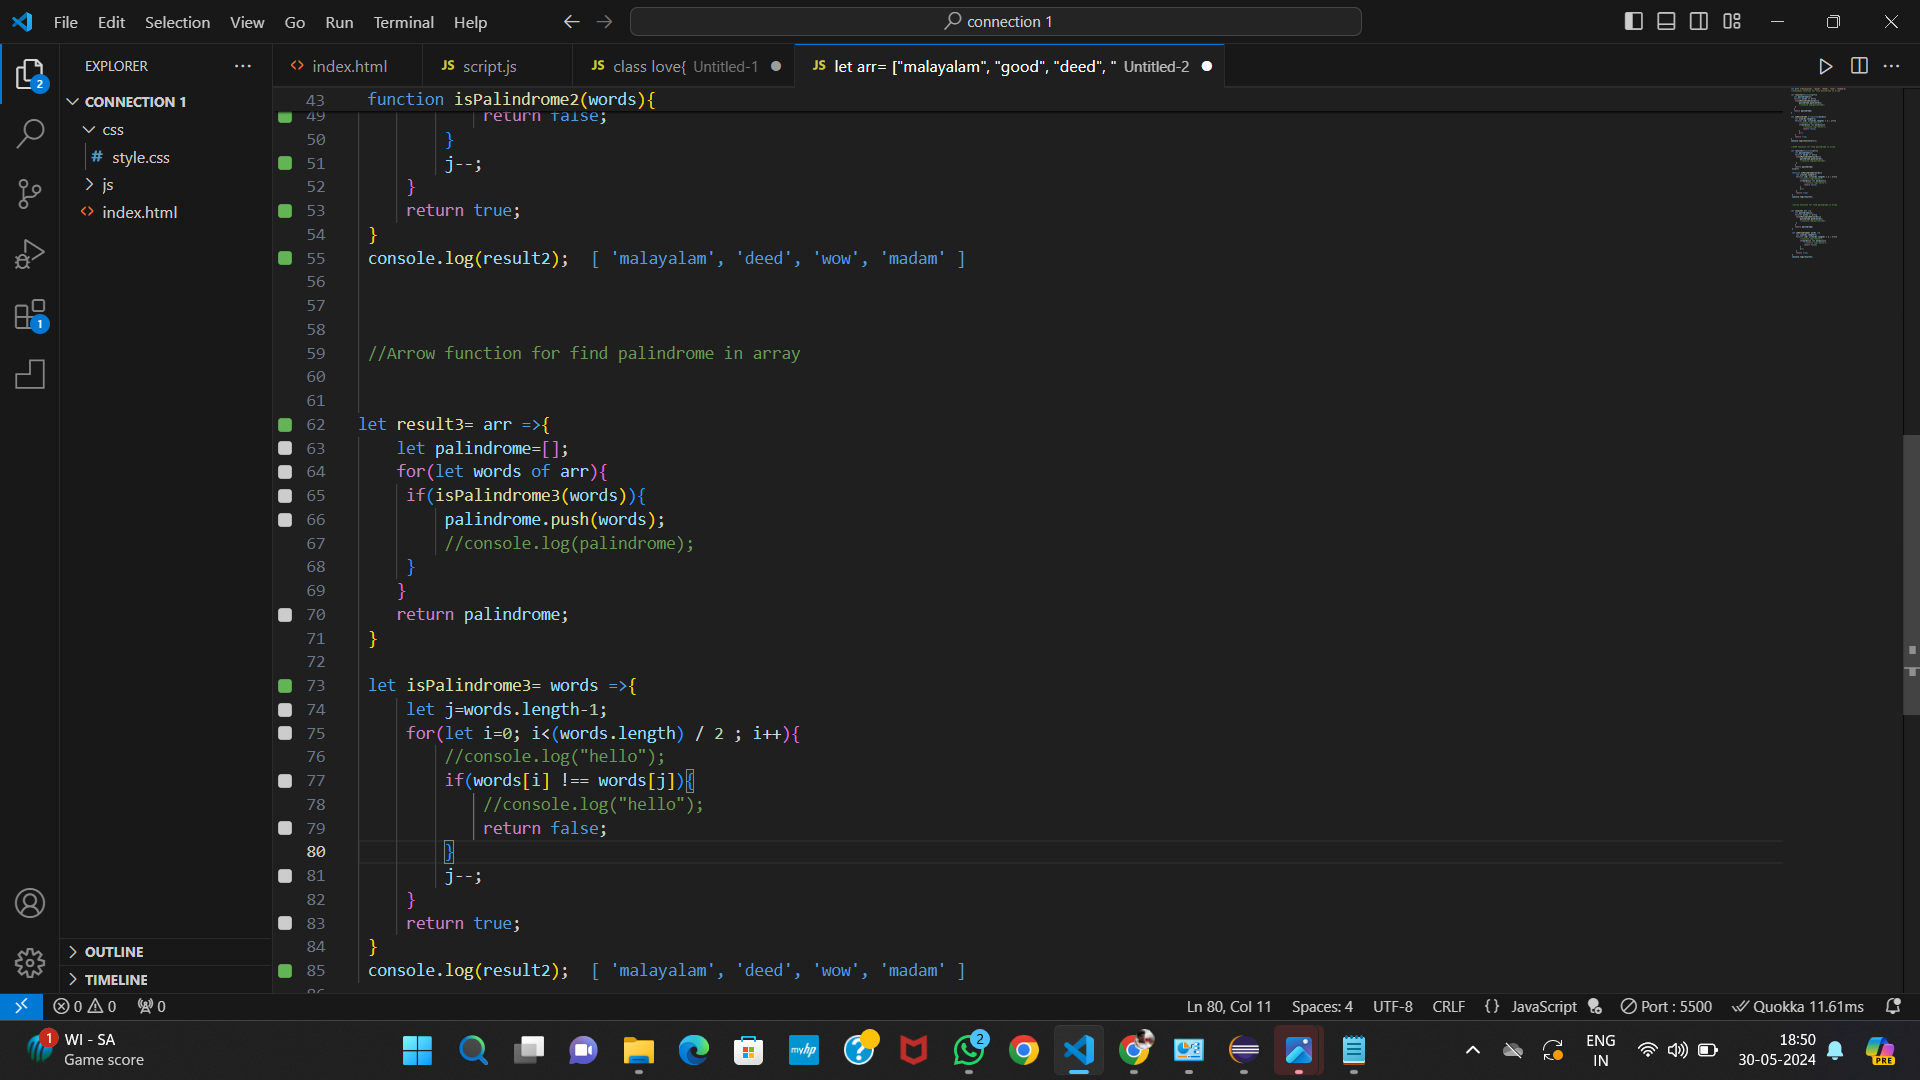 File Edit Selection View Go Run Terminal Help
connection 1
EXPLORER
index.html
JS script.js
JS class love{ Untitled-1
JS let arr= ["malayalam", "good", "deed", " Untitled-2
2
CONNECTION 1
css
# style.css
js
index.html
1
43 function isPalindrome2(words){
49 return false;
50 }
51 j--;
52 }
53 return true;
54 }
55 console.log(result2); [ 'malayalam', 'deed', 'wow', 'madam' ]
56
57
58
59 //Arrow function for find palindrome in array
60
61
62 let result3= arr =>{
63 let palindrome=[];
64 for(let words of arr){
65 if(isPalindrome3(words)){
66 palindrome.push(words);
67 //console.log(palindrome);
68 }
69 }
70 return palindrome;
71 }
72
73 let isPalindrome3= words =>{
74 let j=words.length-1;
75 for(let i=0; i<(words.length) / 2 ; i++){
76 //console.log("hello");
77 if(words[i] !== words[j]){
78 //console.log("hello");
79 return false;
80 }
81 j--;
82 }
83 return true;
84 }
85 console.log(result2); [ 'malayalam', 'deed', 'wow', 'madam' ]
OUTLINE
TIMELINE
0 0 0
Ln 80, Col 11 Spaces: 4 UTF-8 CRLF {} JavaScript Port : 5500 Quokka 11.61ms
1
WI - SA
Game score
myhp
2
ENG
IN
18:50
30-05-2024
PRE